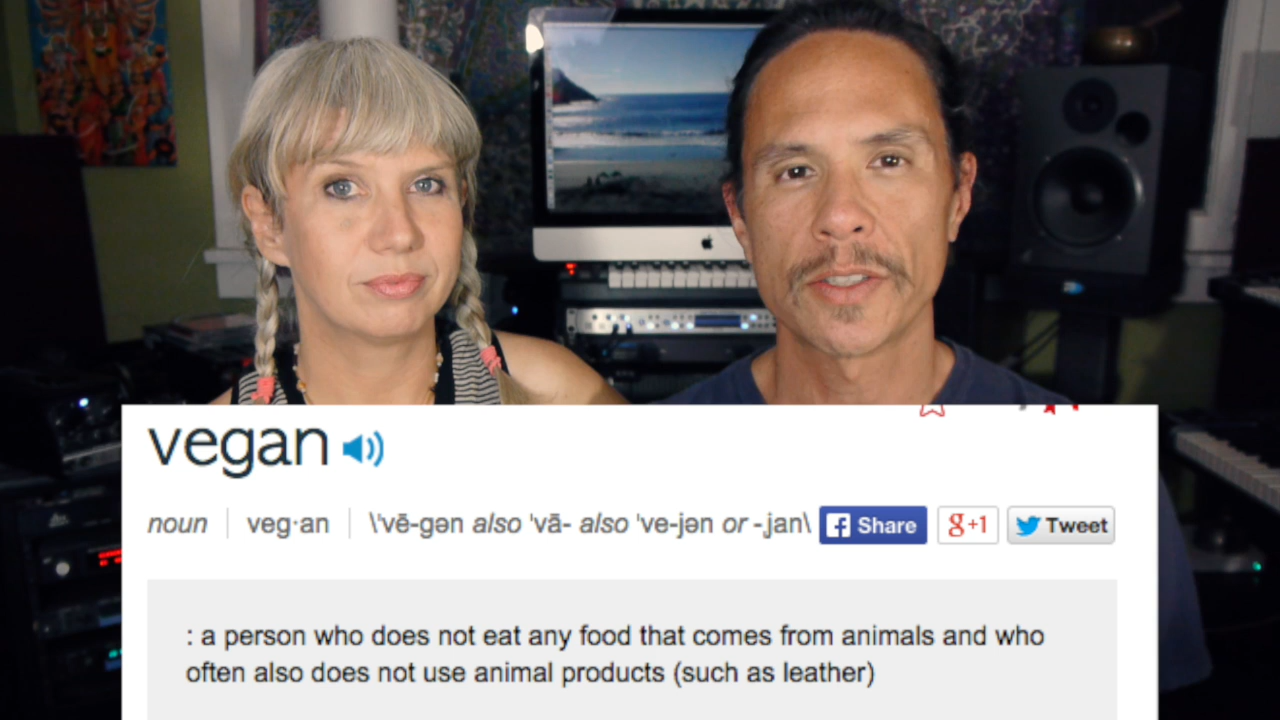 vegan
noun veg·an \ˈvē-gən also ˈvā- also ˈve-jən or -ˌjan\ Share g+1 Tweet
: a person who does not eat any food that comes from animals and who
often also does not use animal products (such as leather)